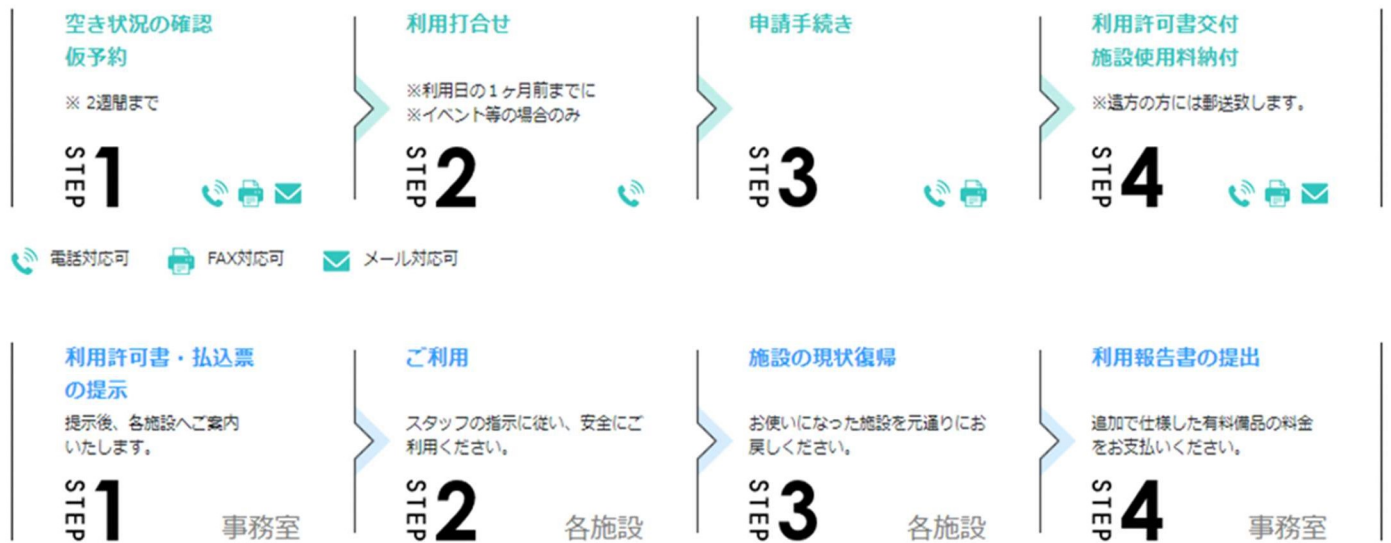 空き状況の確認
仮予約
※ 2週間まで
STEP 1
利用打合せ
※利用日の1ヶ月前までに
※イベント等の場合のみ
STEP 2
申請手続き
STEP 3
利用許可書交付
施設使用料納付
※遠方の方には郵送致します。
STEP 4
電話対応可
FAX対応可
メール対応可
利用許可書・払込票
の提示
提示後、各施設へご案内
いたします。
STEP 1
事務室
ご利用
スタッフの指示に従い、安全にご
利用ください。
STEP 2
各施設
施設の現状復帰
お使いになった施設を元通りにお
戻しください。
STEP 3
各施設
利用報告書の提出
追加で仕様した有料備品の料金
をお支払いください。
STEP 4
事務室